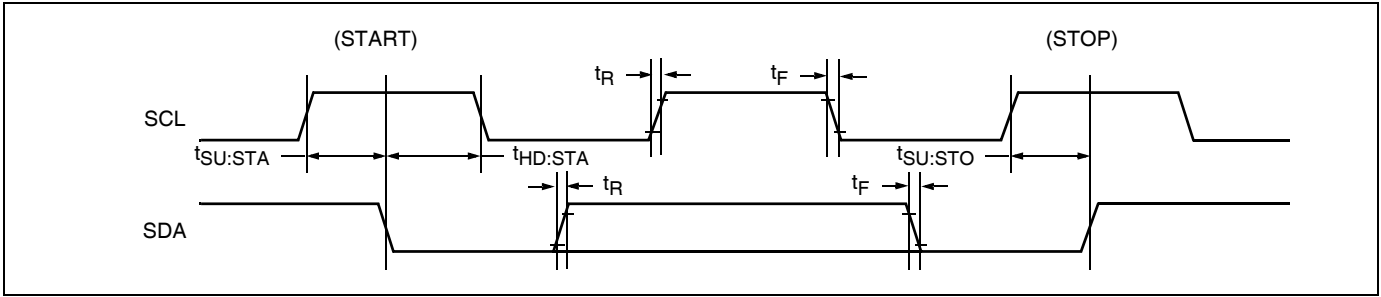 (START)
(STOP)
tR
tF
SCL
tSU:STA
tHD:STA
tSU:STO
tR
tF
SDA